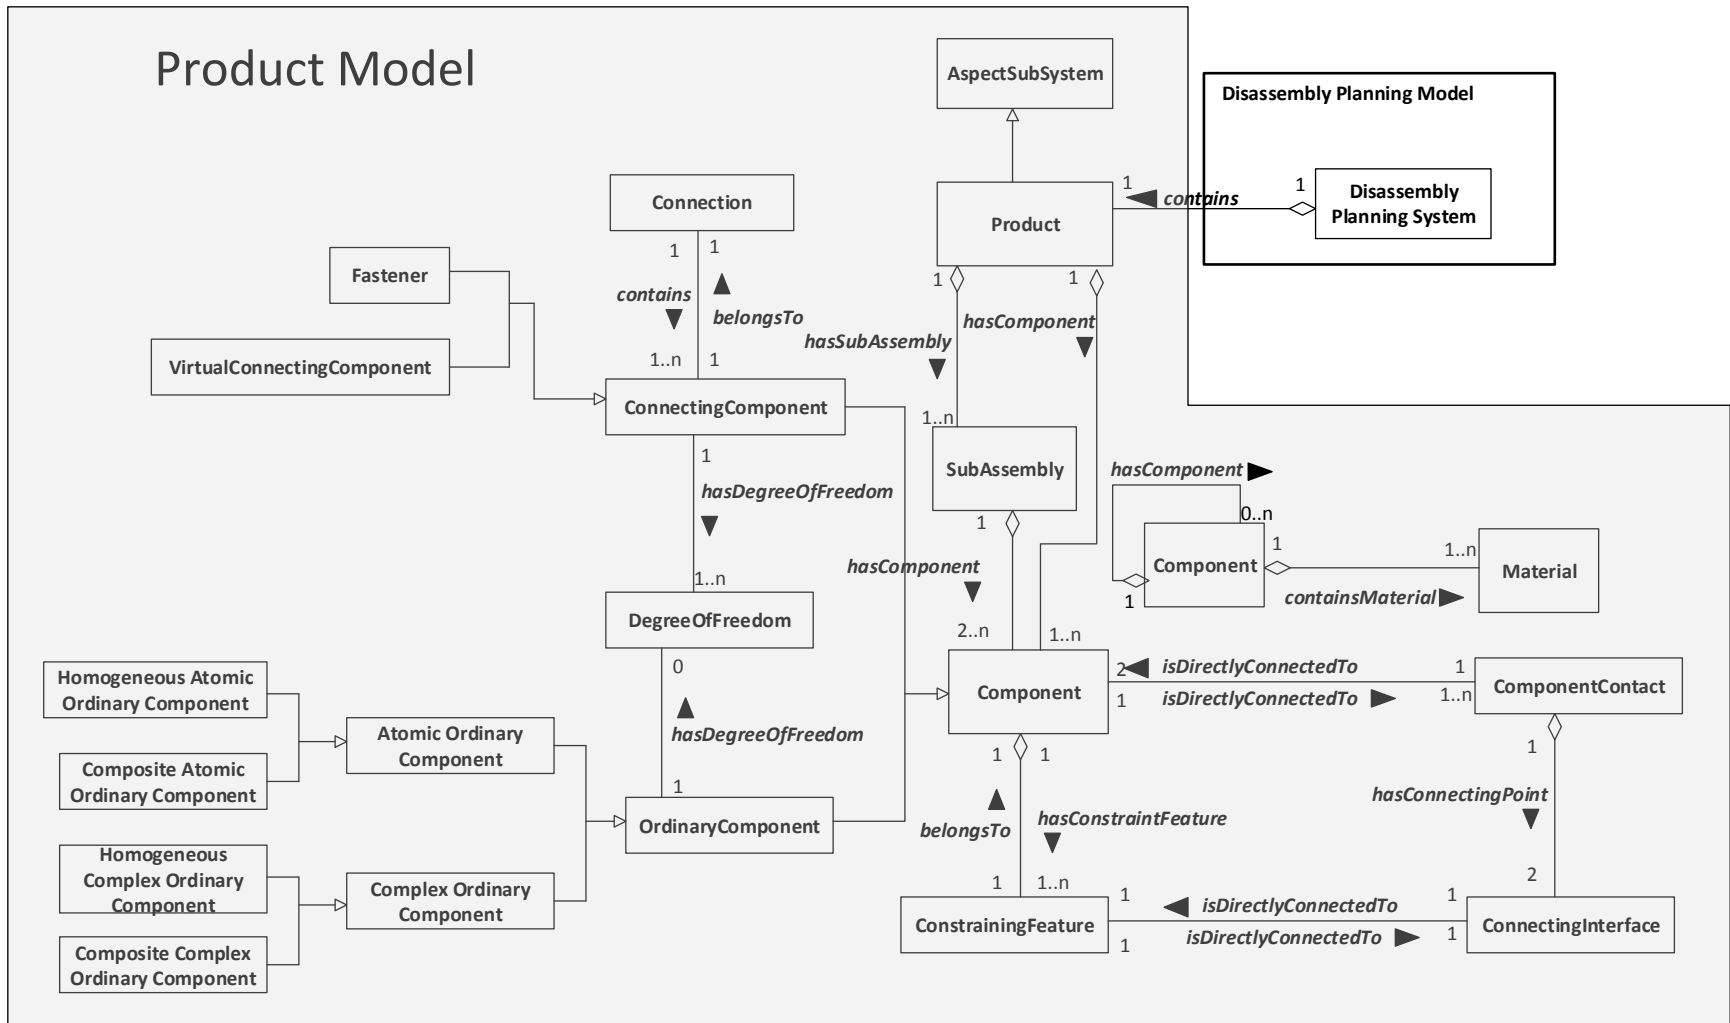 Product Model
AspectSubSystem
Disassembly Planning Model
Disassembly
Planning System
1
1
contains
Product
Connection
1
1
contains
belongsTo
1..n
1
Fastener
VirtualConnectingComponent
ConnectingComponent
1
1
hasComponent
hasSubAssembly
1..n
SubAssembly
1
hasDegreeOfFreedom
1..n
1
hasComponent
2..n
1..n
hasComponent
0..n
Component
1
1
1..n
containsMaterial
Material
DegreeOfFreedom
0
hasDegreeOfFreedom
1
Homogeneous Atomic
Ordinary Component
Composite Atomic
Ordinary Component
Atomic Ordinary
Component
OrdinaryComponent
Homogeneous
Complex Ordinary
Component
Complex Ordinary
Component
Composite Complex
Ordinary Component
Component
2
isDirectlyConnectedTo
1
1
isDirectlyConnectedTo
1..n
ComponentContact
1
1
belongsTo
hasConstraintFeature
1
1..n
1
hasConnectingPoint
2
ConstrainingFeature
1
isDirectlyConnectedTo
1
1
isDirectlyConnectedTo
1
ConnectingInterface